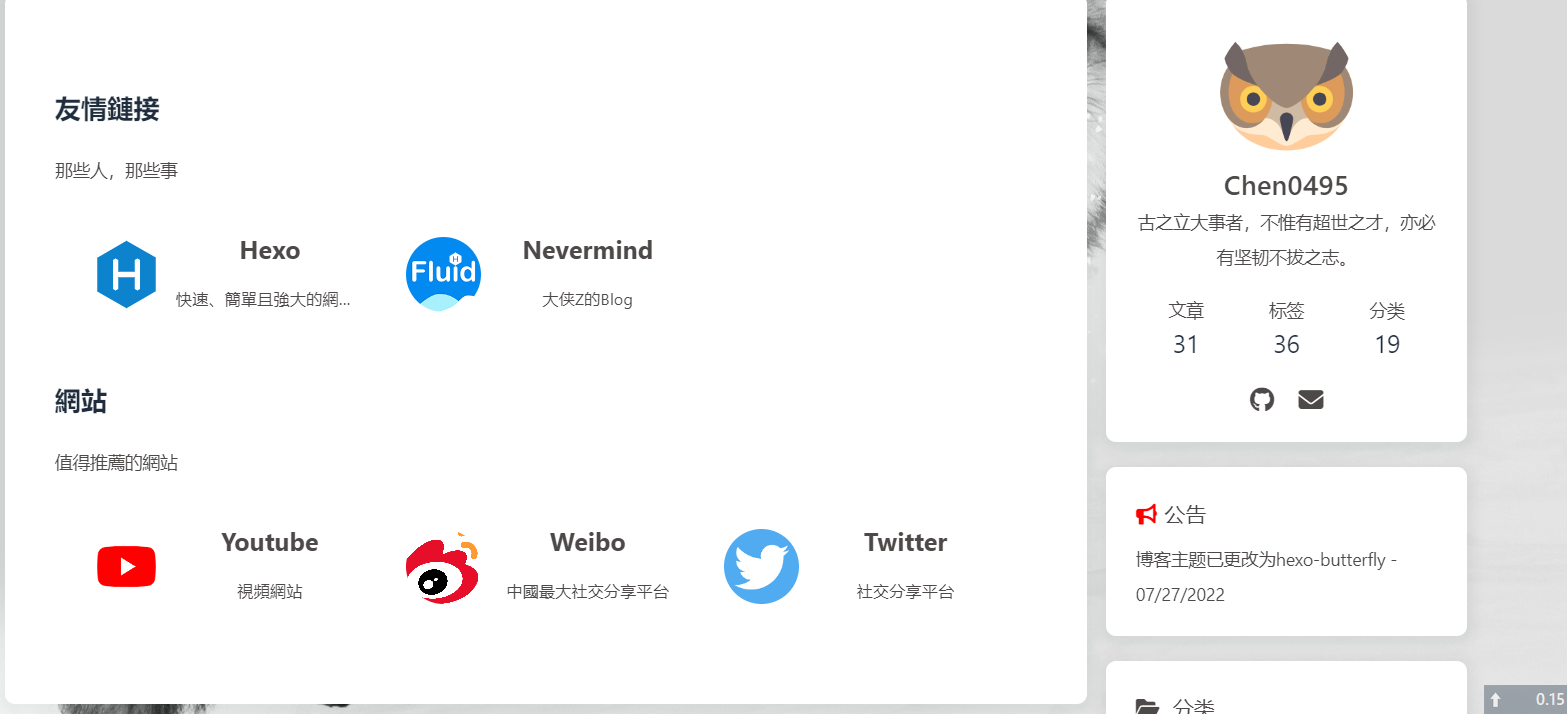 友情鏈接
那些人，那些事
Hexo
快速、簡單且強大的網...
Fluid
Nevermind
大侠Z的Blog
網站
值得推薦的網站
Youtube
視頻網站
Weibo
中國最大社交分享平台
Twitter
社交分享平台
Chen0495
古之立大事者，不惟有超世之才，亦必
有坚韧不拔之志。
文章 标签 分类
31 36 19
公告
博客主题已更改为hexo-butterfly -
07/27/2022
分类
0.15